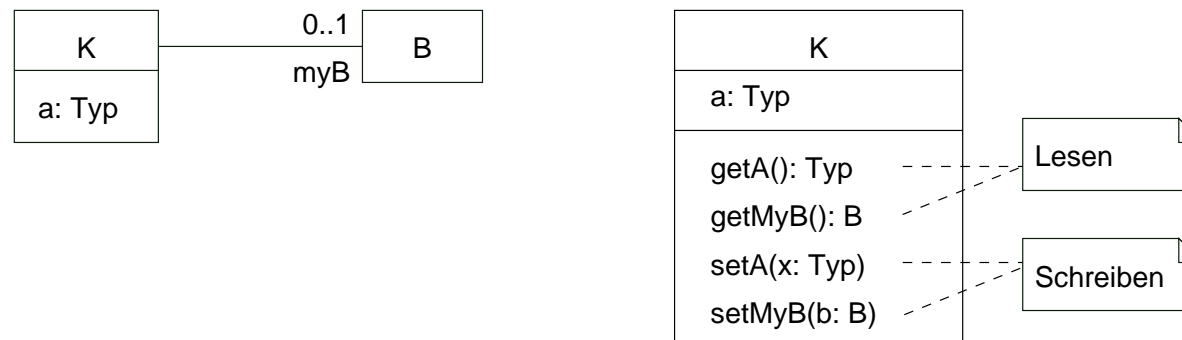 K
a: Typ
0..1
myB
B
K
a: Typ
getA(): Typ
getMyB(): B
setA(x: Typ)
setMyB(b: B)
Lesen
Schreiben